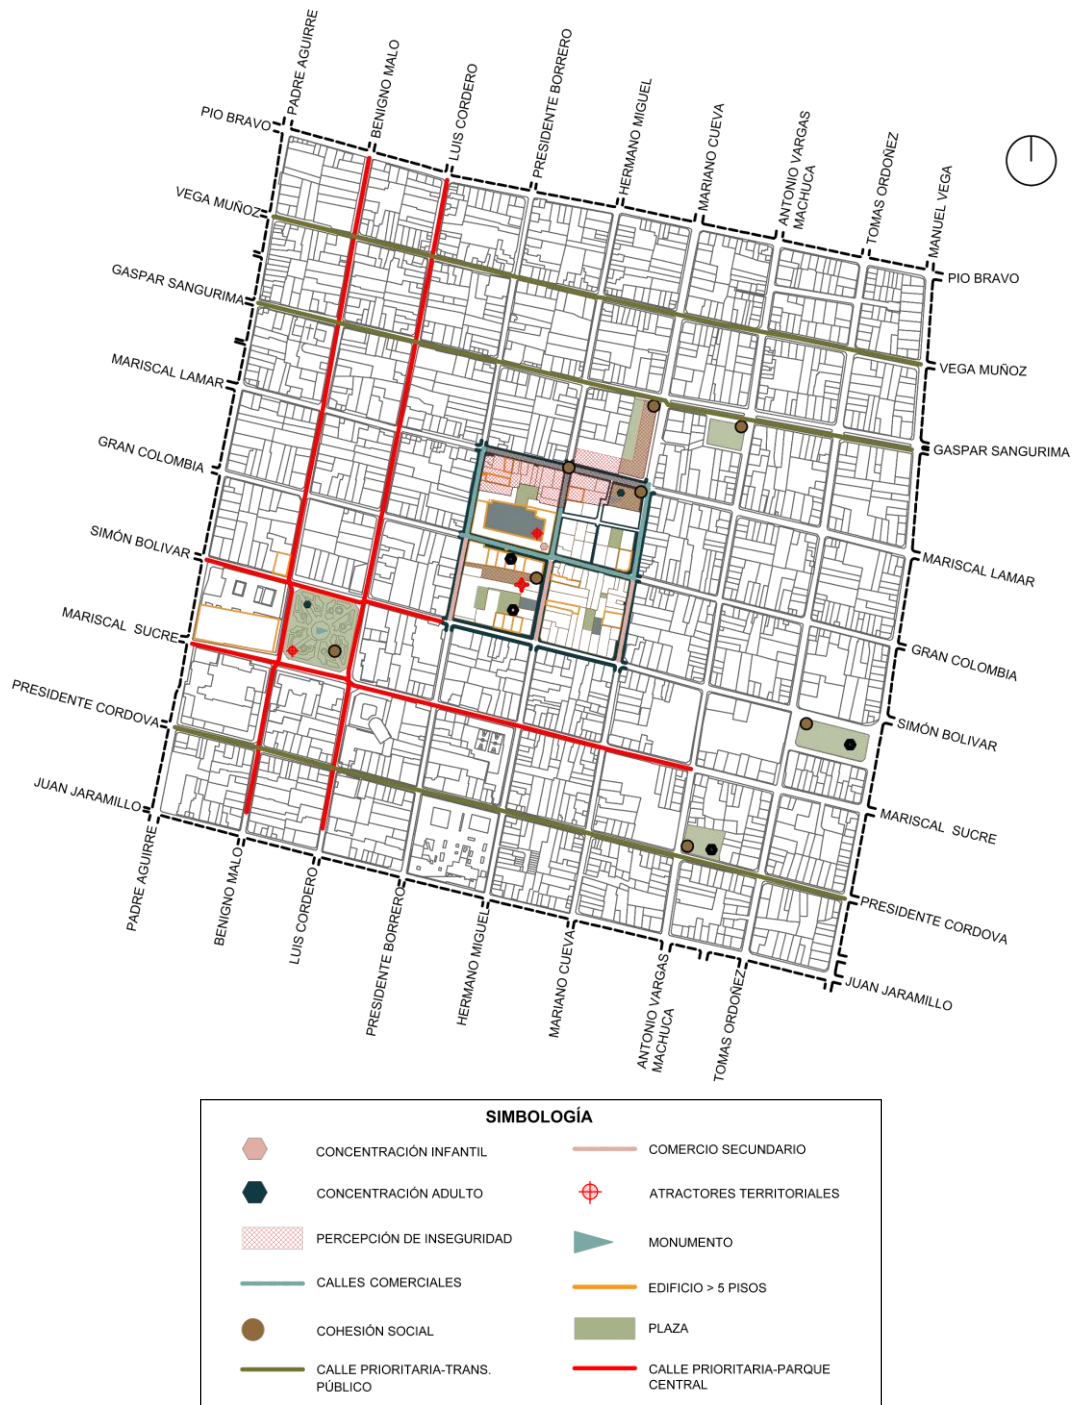 PADRE AGUIRRE
BENIGNO MALO
LUIS CORDERO
PRESIDENTE BORRERO
HERMANO MIGUEL
MARIANO CUEVA
ANTONIO VARGAS
MACHUCA
TOMAS ORDOÑEZ
MANUEL VEGA
PIO BRAVO
VEGA MUÑOZ
GASPAR SANGURIMA
MARISCAL LAMAR
GRAN COLOMBIA
SIMÓN BOLIVAR
MARISCAL SUCRE
PRESIDENTE CORDOVA
JUAN JARAMILLO
PIO BRAVO
VEGA MUÑOZ
GASPAR SANGURIMA
MARISCAL LAMAR
GRAN COLOMBIA
SIMÓN BOLIVAR
MARISCAL SUCRE
PRESIDENTE CORDOVA
JUAN JARAMILLO
PADRE AGUIRRE
BENIGNO MALO
LUIS CORDERO
PRESIDENTE BORRERO
HERMANO MIGUEL
MARIANO CUEVA
ANTONIO VARGAS
MACHUCA
TOMAS ORDOÑEZ
SIMBOLOGÍA
CONCENTRACIÓN INFANTIL
CONCENTRACIÓN ADULTO
PERCEPCIÓN DE INSEGURIDAD
CALLES COMERCIALES
COHESIÓN SOCIAL
CALLE PRIORITARIA-TRANS.
PÚBLICO
COMERCIO SECUNDARIO
ATRACTORES TERRITORIALES
MONUMENTO
EDIFICIO > 5 PISOS
PLAZA
CALLE PRIORITARIA-PARQUE
CENTRAL